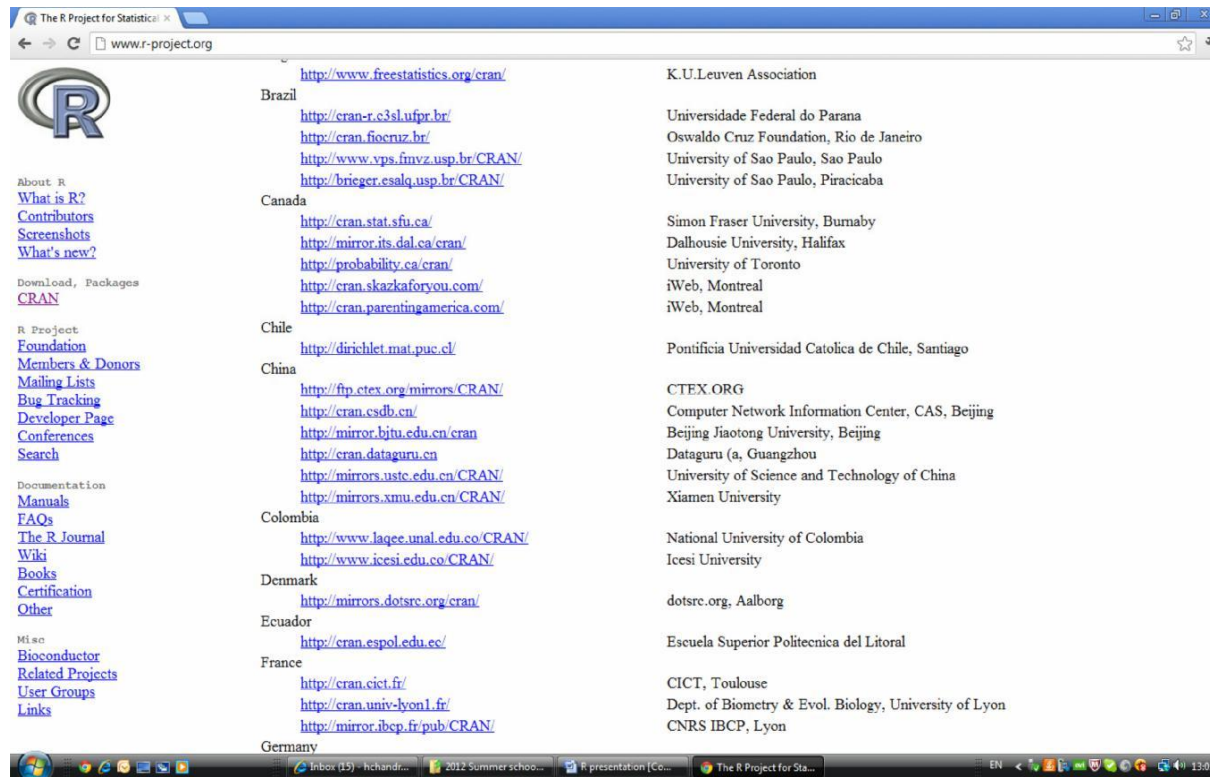 The R Project for Statistical
www.r-project.org
R
About R
What is R?
Contributors
Screenshots
What's new?
Download, Packages
CRAN
R Project
Foundation
Members & Donors
Mailing Lists
Bug Tracking
Developer Page
Conferences
Search
Documentation
Manuals
FAQs
The R Journal
Wiki
Books
Certification
Other
Misc
Bioconductor
Related Projects
User Groups
Links
http://www.freestatistics.org/cran/ K.U.Leuven Association
Brazil
http://cran-r.c3sl.ufpr.br/ Universidade Federal do Parana
http://cran.fiocruz.br/ Oswaldo Cruz Foundation, Rio de Janeiro
http://www.vps.fmvz.usp.br/CRAN/ University of Sao Paulo, Sao Paulo
http://brieger.esalq.usp.br/CRAN/ University of Sao Paulo, Piracicaba
Canada
http://cran.stat.sfu.ca/ Simon Fraser University, Burnaby
http://mirror.its.dal.ca/cran/ Dalhousie University, Halifax
http://probability.ca/cran/ University of Toronto
http://cran.skazkaforyou.com/ iWeb, Montreal
http://cran.parentingamerica.com/ iWeb, Montreal
Chile
http://dirichlet.mat.puc.cl/ Pontificia Universidad Catolica de Chile, Santiago
China
http://ftp.ctex.org/mirrors/CRAN/ CTEX.ORG
http://cran.csdb.cn/ Computer Network Information Center, CAS, Beijing
http://mirror.bjtu.edu.cn/cran Beijing Jiaotong University, Beijing
http://cran.dataguru.cn Dataguru (a, Guangzhou
http://mirrors.ustc.edu.cn/CRAN/ University of Science and Technology of China
http://mirrors.xmu.edu.cn/CRAN/ Xiamen University
Colombia
http://www.laqee.unal.edu.co/CRAN/ National University of Colombia
http://www.icesi.edu.co/CRAN/ Icesi University
Denmark
http://mirrors.dotsrc.org/cran/ dotsrc.org, Aalborg
Ecuador
http://cran.espol.edu.ec/ Escuela Superior Politecnica del Litoral
France
http://cran.cict.fr/ CICT, Toulouse
http://cran.univ-lyon1.fr/ Dept. of Biometry & Evol. Biology, University of Lyon
http://mirror.ibcp.fr/pub/CRAN/ CNRS IBCP, Lyon
Germany
Inbox (15) - hchandr... 2012 Summer schoo... R presentation [Co... The R Project for Sta... EN 13:0